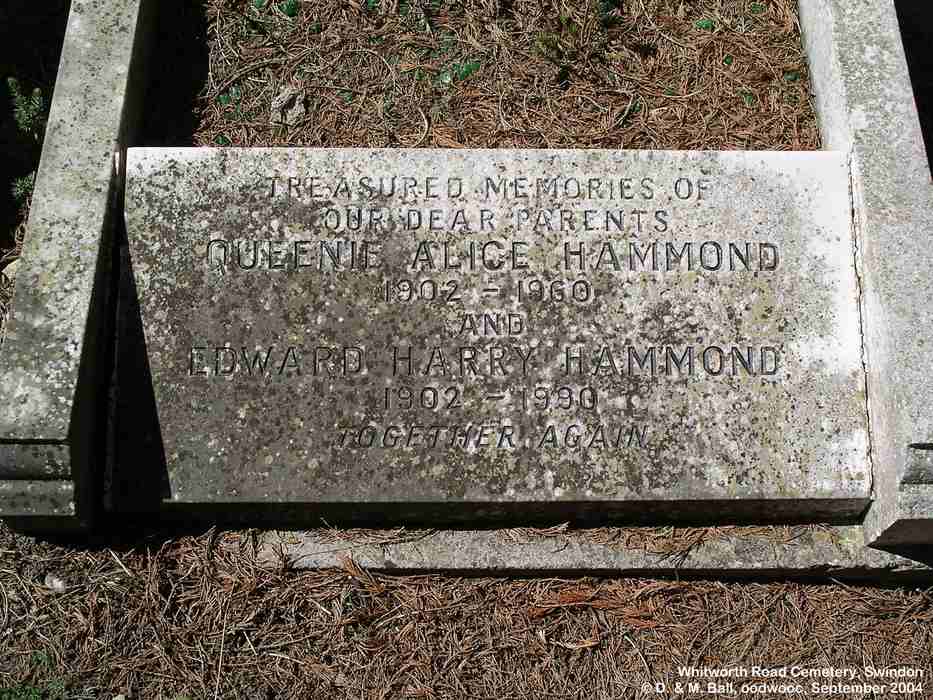 TREASURED MEMORIES OF
OUR DEAR PARENTS
QUEENIE ALICE HAMMOND
1902 - 1960
AND
EDWARD HARRY HAMMOND
1902 - 1990
TOGETHER AGAIN
Whitworth Road Cemetery, Swindon
© D. & M. Ball, oodwooc, September 2004